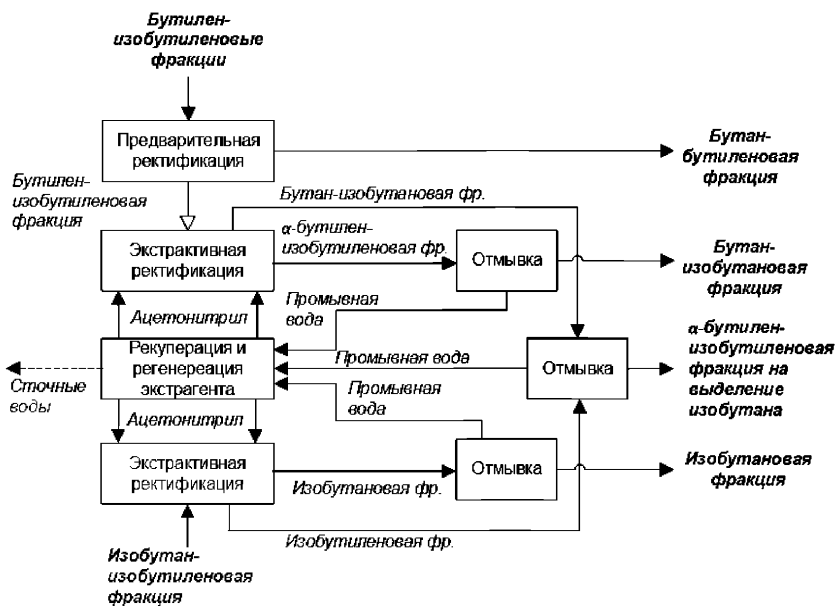 Бутилен-
изобутиленовые
фракции
Предварительная
ректификация
Бутан-
бутиленовая
фракция
Бутилен-
изобутиленовая
фракция
Бутан-изобутановая фр.
α-бутилен-
изобутиленовая фр.
Экстрактивная
ректификация
Отмывка
Бутан-
изобутановая
фракция
Ацетонитрил
Промывная
вода
Рекуперация и
регенереация
экстрагента
Промывная вода
Отмывка
α-бутилен-
изобутиленовая
фракция на
выделение
изобутана
Сточные
воды
Промывная
вода
Ацетонитрил
Экстрактивная
ректификация
Отмывка
Изобутановая
фракция
Изобутановая фр.
Изобутиленовая фр.
Изобутан-
изобутиленовая
фракция